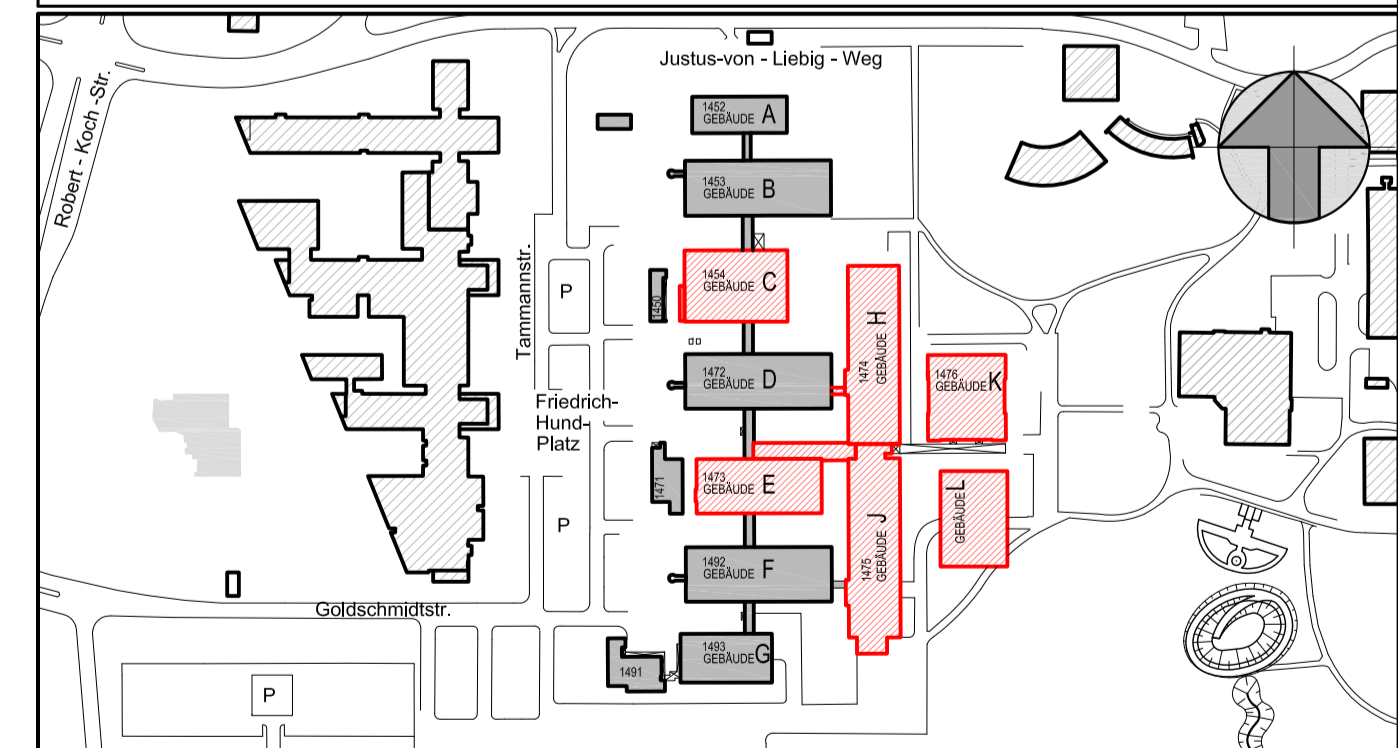 Justus-von - Liebig - Weg
Robert - Koch -Str.
1452
GEBÄUDE A
1453
GEBÄUDE B
Tammannstr.
P
1450
1454
GEBÄUDE C
1474
GEBÄUDE H
1472
GEBÄUDE D
1476
GEBÄUDE K
Friedrich-
Hund-
Platz
1471
1473
GEBÄUDE E
GEBÄUDE L
P
1475
GEBÄUDE J
1492
GEBÄUDE F
Goldschmidtstr.
1493
GEBÄUDE G
1491
P